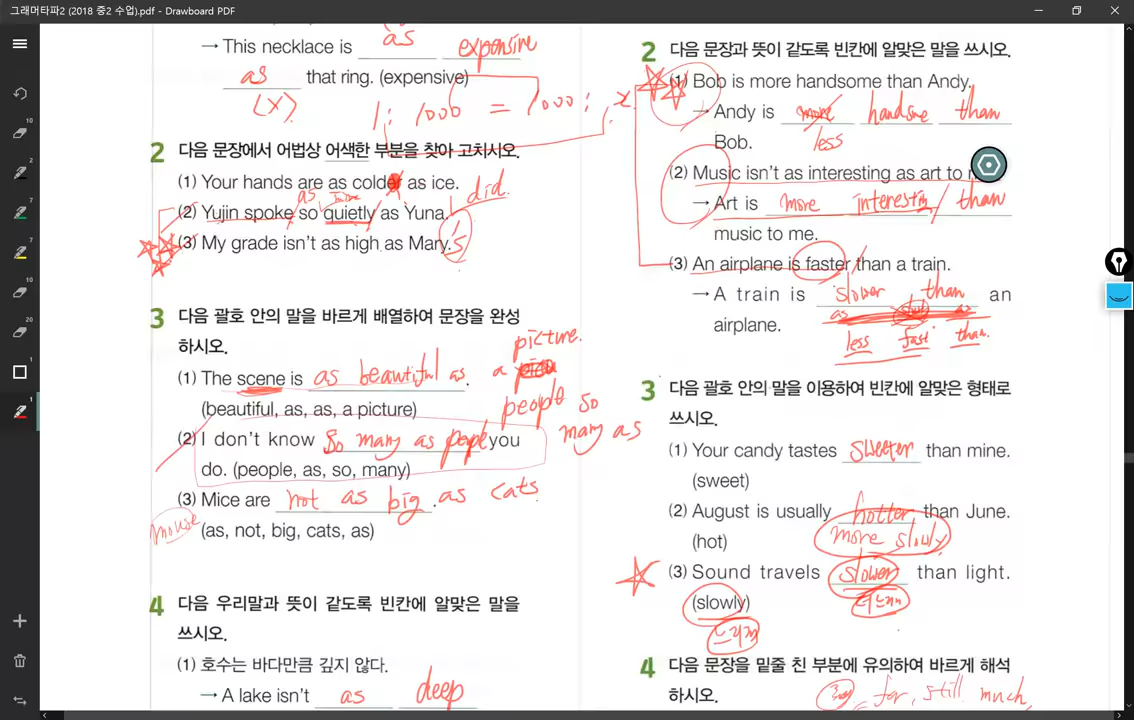 그래머타파2 (2018 중2 수업).pdf - Drawboard PDF
as expensive
→ This necklace is
as that ring. (expensive)
(X)
1 : 1000 = 1000 : x
2 다음 문장에서 어법상 어색한 부분을 찾아 고치시오.
(1) Your hands are as colder as ice.
as did.
(2) Yujin spoke so quietly as Yuna.
(3) My grade isn't as high as Mary.
's
3 다음 괄호 안의 말을 바르게 배열하여 문장을 완성
하시오.
picture.
(1) The scene is as beautiful as a
(beautiful, as, as, a picture)
people so
many as
(2) I don't know so many as people you
do. (people, as, so, many)
(3) Mice are not as big as cats.
mouse
(as, not, big, cats, as)
4 다음 우리말과 뜻이 같도록 빈칸에 알맞은 말을
쓰시오.
(1) 호수는 바다만큼 깊지 않다.
→ A lake isn't as deep
2 다음 문장과 뜻이 같도록 빈칸에 알맞은 말을 쓰시오.
(1) Bob is more handsome than Andy.
→ Andy is more handsome than
less
Bob.
(2) Music isn't as interesting as art to
→ Art is more interesting than
music to me.
(3) An airplane is faster than a train.
→ A train is slower than an
as slow as
airplane.
less fast than
3 다음 괄호 안의 말을 이용하여 빈칸에 알맞은 형태로
쓰시오.
(1) Your candy tastes sweeter than mine.
(sweet)
(2) August is usually hotter than June.
(hot)
more slowly
(3) Sound travels slower than light.
(slowly)
4 다음 문장을 밑줄 친 부분에 유의하여 바르게 해석
하시오.
far, still much,